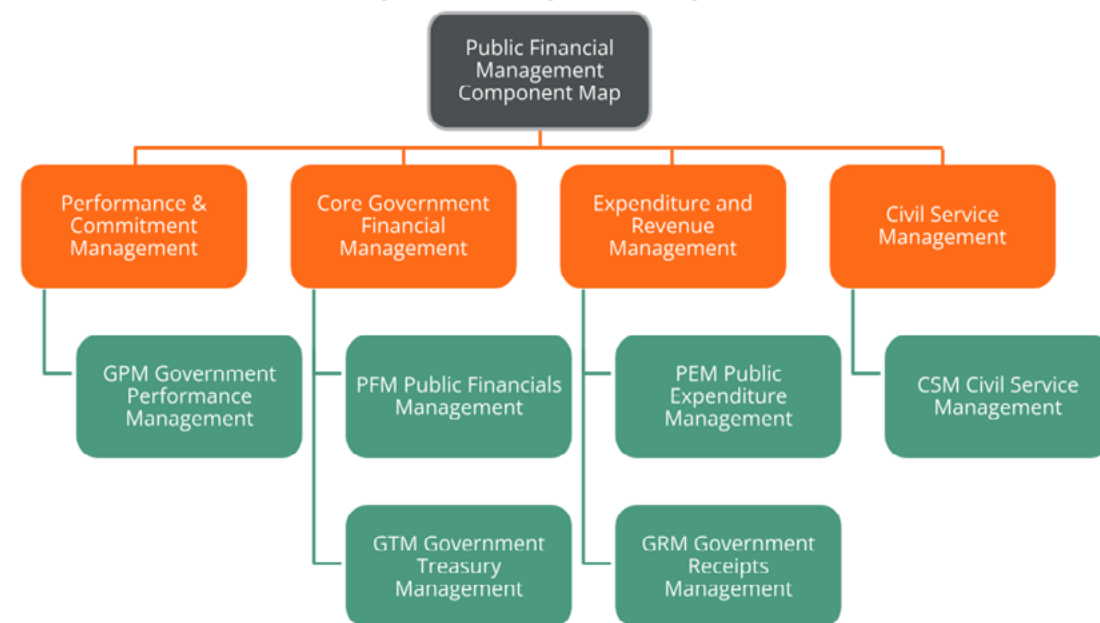 Public Financial
Management
Component Map
Performance &
Commitment
Management
Core Government
Financial
Management
Expenditure and
Revenue
Management
Civil Service
Management
GPM Government
Performance
Management
PFM Public Financials
Management
PEM Public
Expenditure
Management
CSM Civil Service
Management
GTM Government
Treasury
Management
GRM Government
Receipts
Management